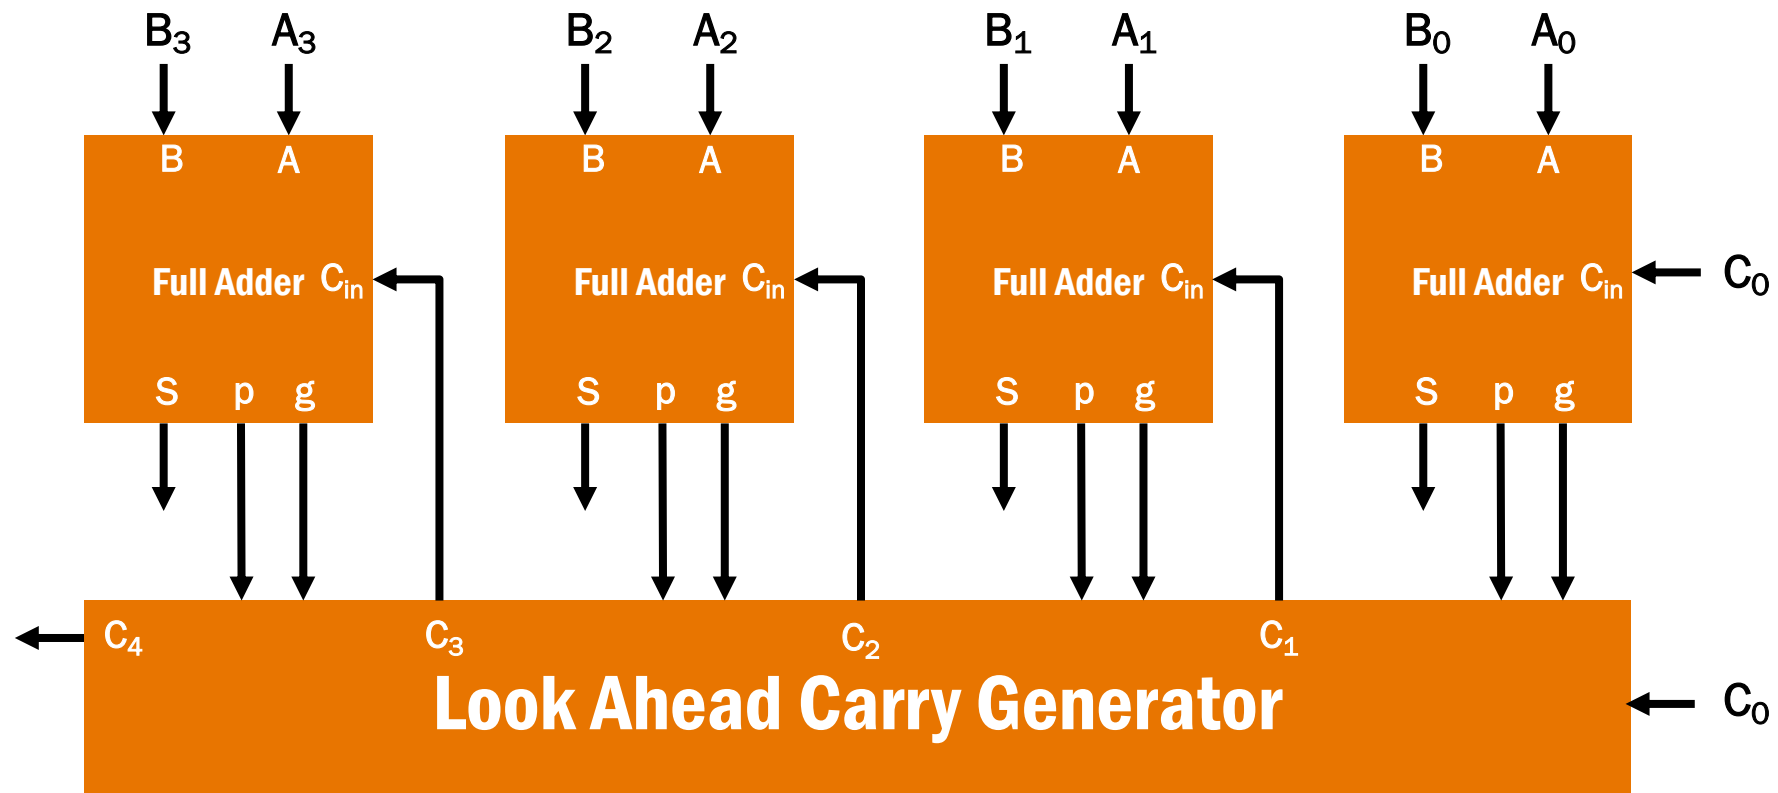 B₃ A₃ B₂ A₂ B₁ A₁ B₀ A₀
B A B A B A B A
Full Adder Cᵢₙ Full Adder Cᵢₙ Full Adder Cᵢₙ Full Adder Cᵢₙ C₀
S p g S p g S p g S p g
C₄ C₃ C₂ C₁
Look Ahead Carry Generator C₀